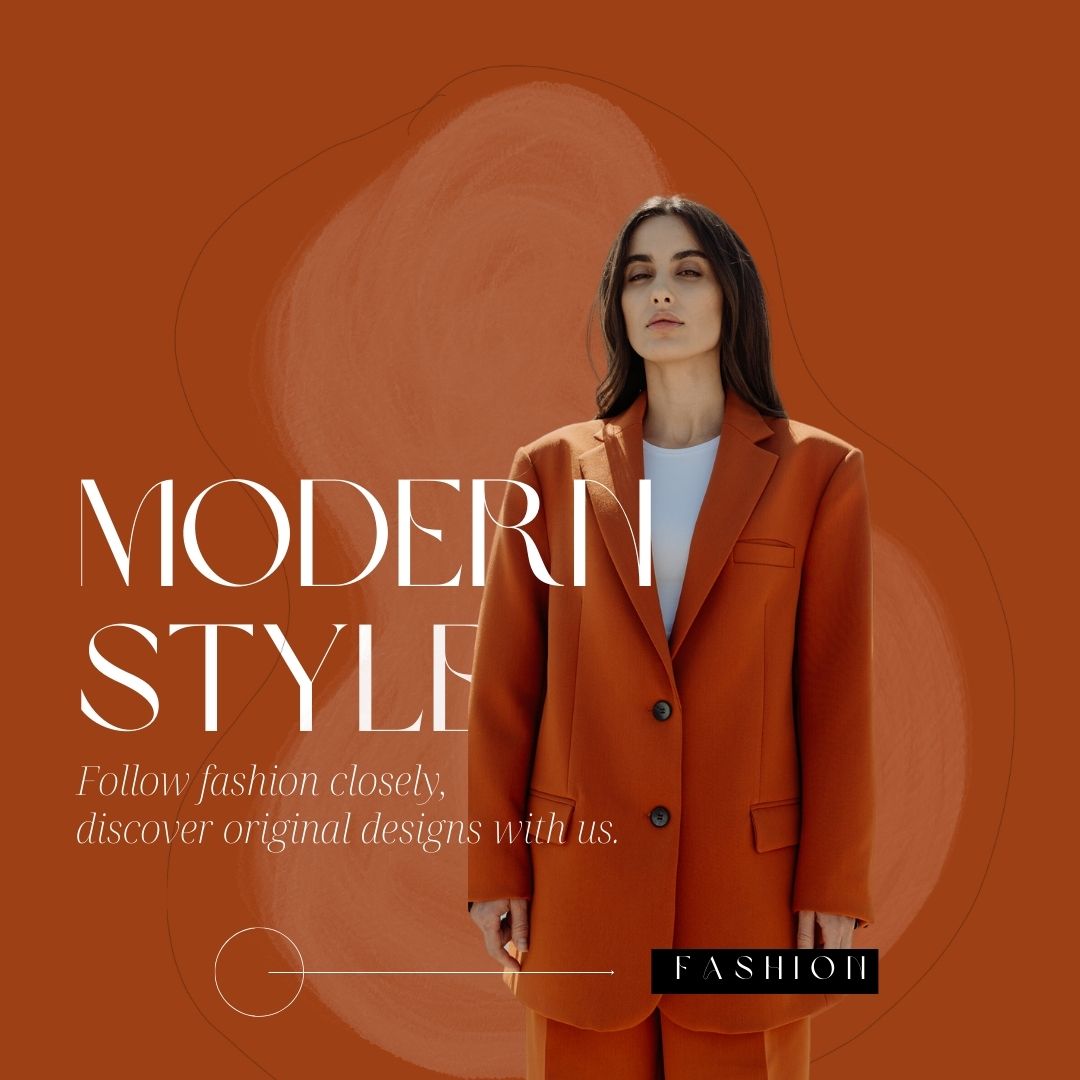 MODERN
STYLE
Follow fashion closely,
discover original designs with us.
FASHION